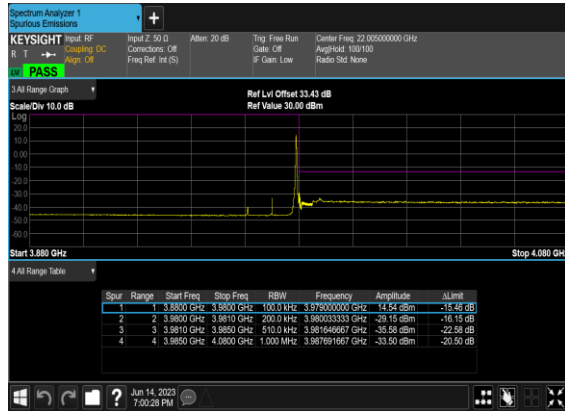 Spectrum Analyzer 1
Spurious Emissions
+
KEYSIGHT Input: RF Input Z: 50 Ω Atten: 20 dB Trig: Free Run Center Freq: 22.005000000 GHz
R T Coupling: DC Corrections: Off Gate: Off Avg|Hold: 100/100
Align: Off Freq Ref: Int (S) IF Gain: Low Radio Std: None
PASS
3 All Range Graph Ref Lvl Offset 33.43 dB
Scale/Div 10.0 dB Ref Value 30.00 dBm
Log
20.0
10.0
0.00
-10.0
-20.0
-30.0
-40.0
-50.0
Start 3.880 GHz Stop 4.080 GHz
4 All Range Table
Spur Range Start Freq Stop Freq RBW Frequency Amplitude ΔLimit
1 1 3.8800 GHz 3.9800 GHz 100.0 kHz 3.979000000 GHz 14.54 dBm -15.46 dB
2 2 3.9800 GHz 3.9810 GHz 200.0 kHz 3.980033333 GHz -29.15 dBm -16.15 dB
3 3 3.9810 GHz 3.9850 GHz 510.0 kHz 3.981646667 GHz -35.58 dBm -22.58 dB
4 4 3.9850 GHz 4.0800 GHz 1.000 MHz 3.987691667 GHz -33.50 dBm -20.50 dB
? Jun 14, 2023
7:00:28 PM